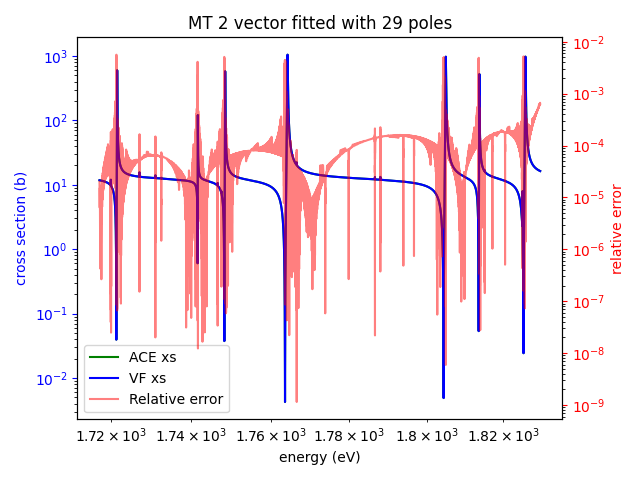 MT 2 vector fitted with 29 poles
10³
10²
10¹
10⁰
10⁻¹
10⁻²
cross section (b)
10⁻²
10⁻³
10⁻⁴
10⁻⁵
10⁻⁶
10⁻⁷
10⁻⁸
10⁻⁹
relative error
ACE xs
VF xs
Relative error
1.72 × 10³ 1.74 × 10³ 1.76 × 10³ 1.78 × 10³ 1.8 × 10³ 1.82 × 10³
energy (eV)